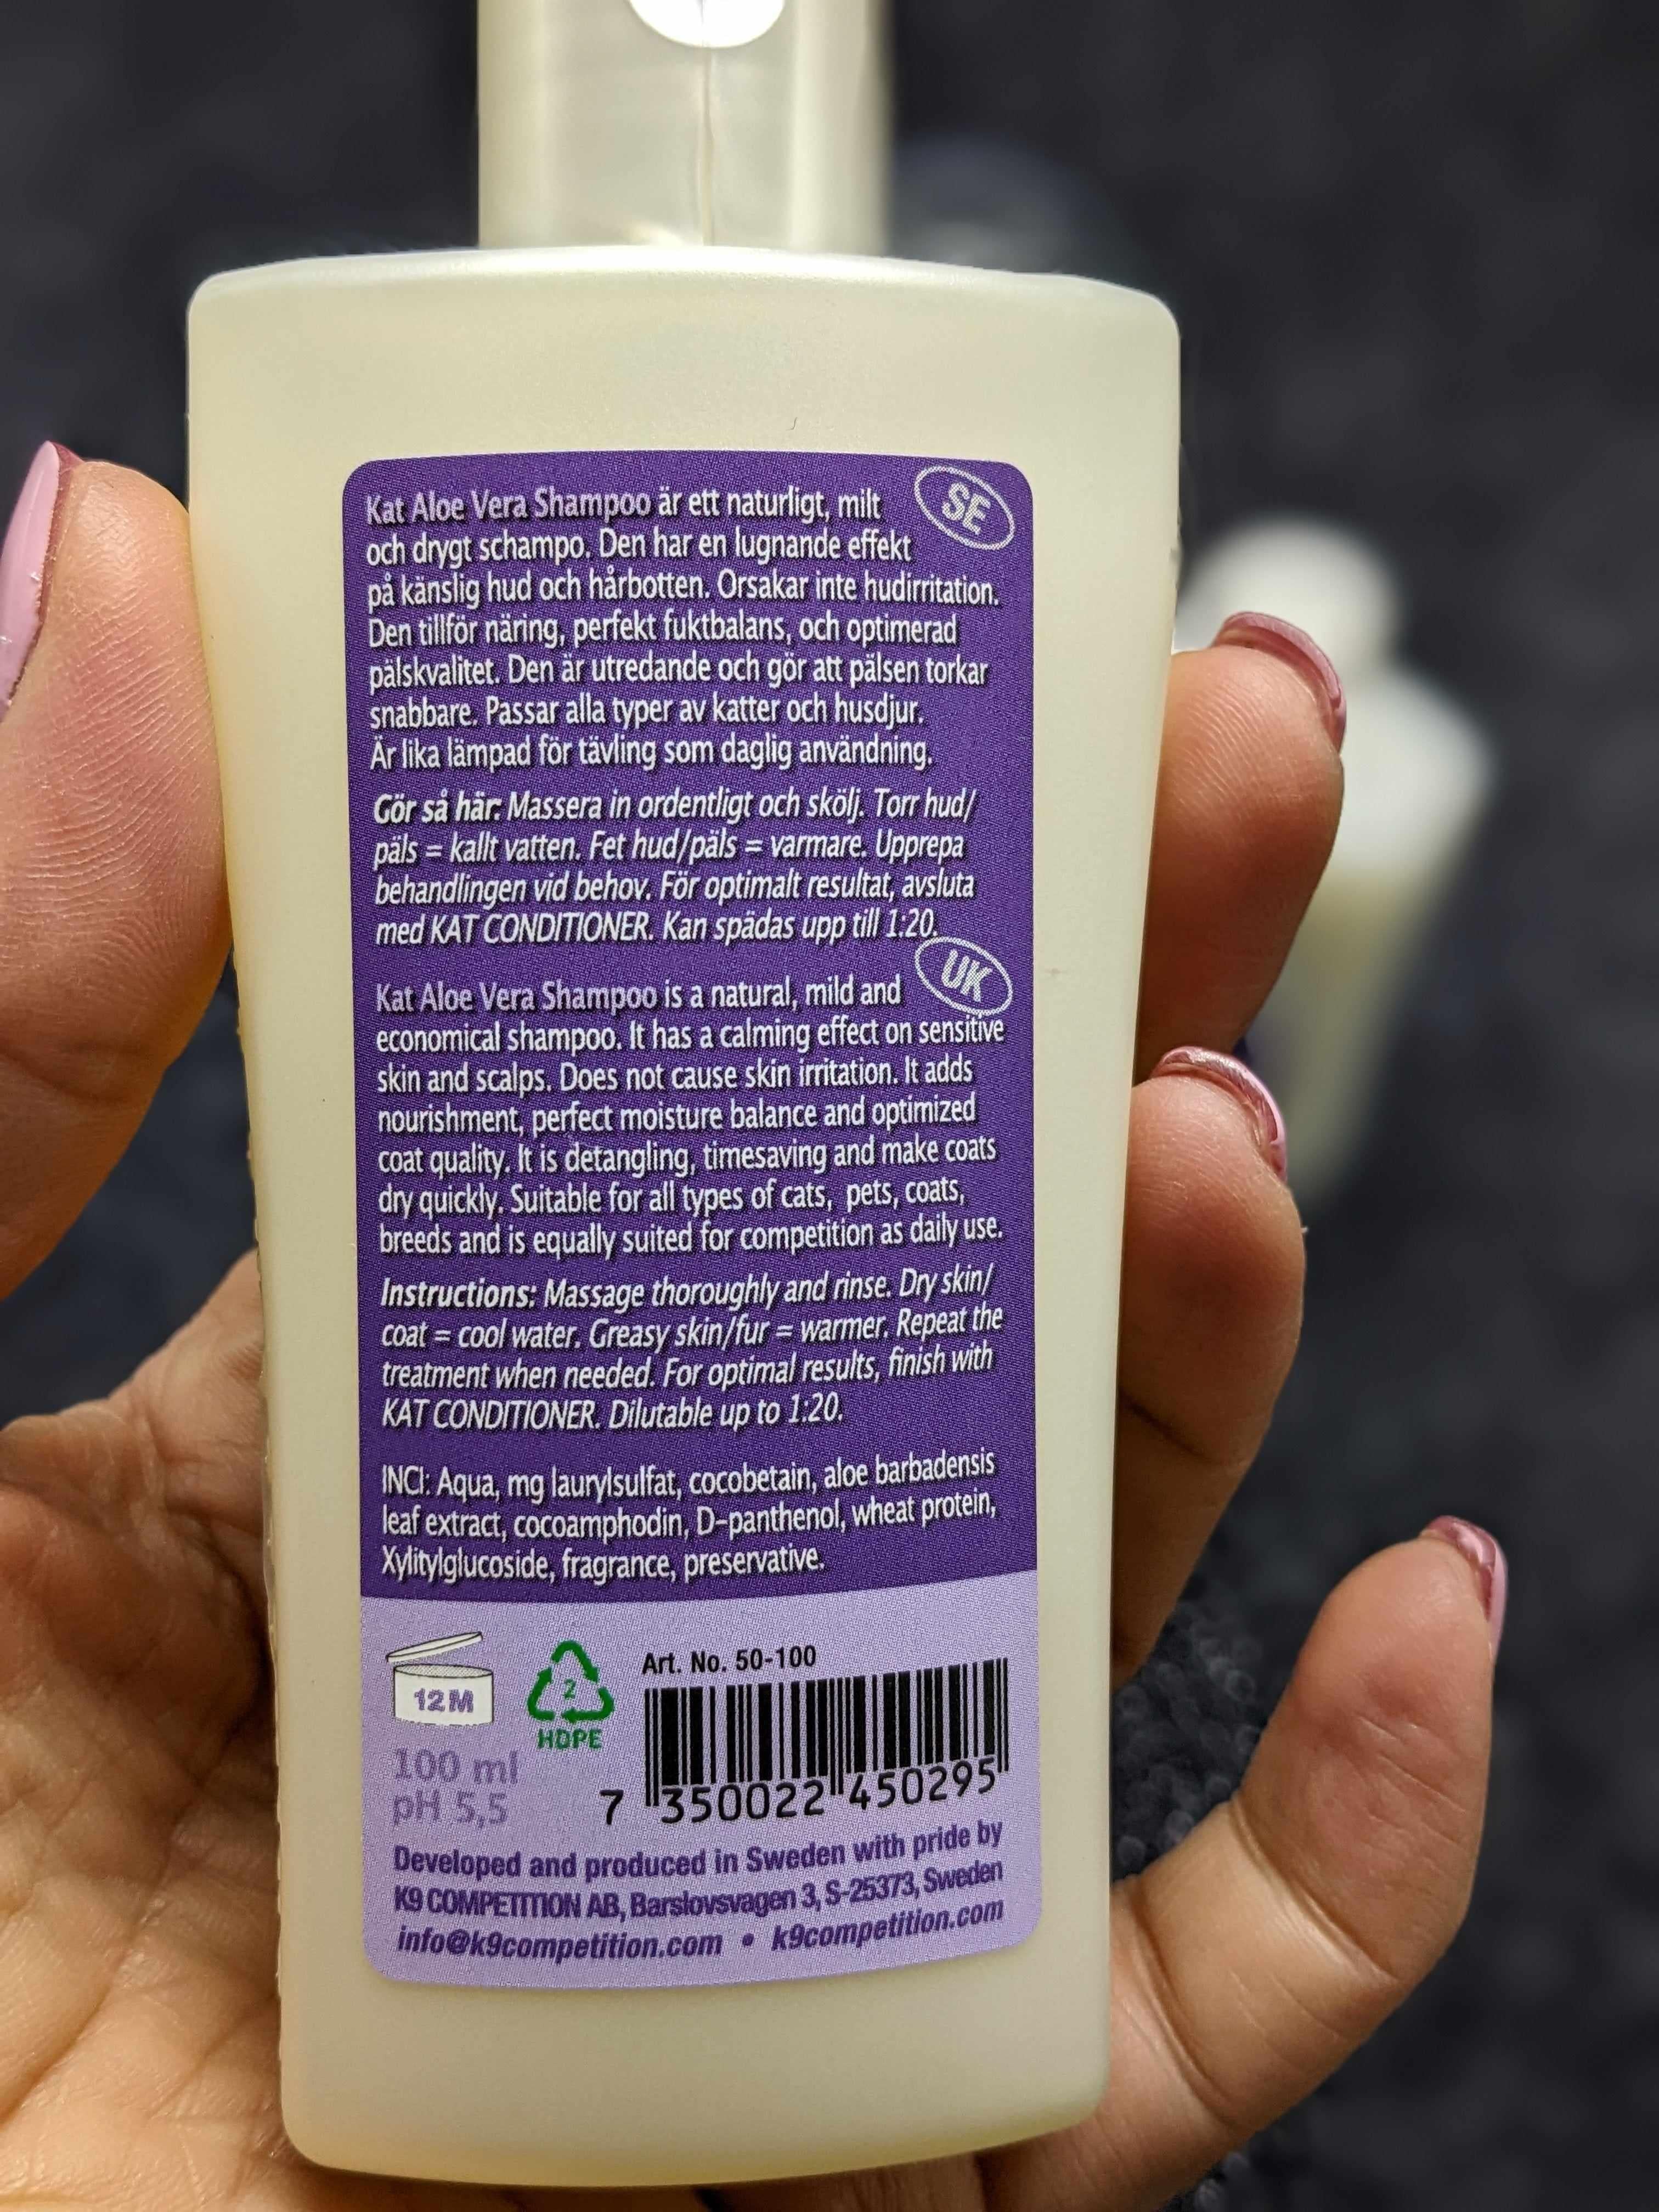 Kat Aloe Vera Shampoo är ett naturligt, milt
SE
och drygt schampo. Den har en lugnande effekt
på känslig hud och hårbotten. Orsakar inte hudirritation.
Den tillför näring, perfekt fuktbalans, och optimerad
pälskvalitet. Den är utredande och gör att pälsen torkar
snabbare. Passar alla typer av katter och husdjur.
Är lika lämpad för tävling som daglig användning.
Gör så här: Massera in ordentligt och skölj. Torr hud/
päls = kallt vatten. Fet hud/päls = varmare. Upprepa
behandlingen vid behov. För optimalt resultat, avsluta
med KAT CONDITIONER. Kan spädas upp till 1:20.
UK
Kat Aloe Vera Shampoo is a natural, mild and
economical shampoo. It has a calming effect on sensitive
skin and scalps. Does not cause skin irritation. It adds
nourishment, perfect moisture balance and optimized
coat quality. It is detangling, timesaving and make coats
dry quickly. Suitable for all types of cats, pets, coats,
breeds and is equally suited for competition as daily use.
Instructions: Massage thoroughly and rinse. Dry skin/
coat = cool water. Greasy skin/fur = warmer. Repeat the
treatment when needed. For optimal results, finish with
KAT CONDITIONER. Dilutable up to 1:20.
INCI: Aqua, mg laurylsulfat, cocobetain, aloe barbadensis
leaf extract, cocoamphodin, D-panthenol, wheat protein,
Xylitylglucoside, fragrance, preservative.
12 M
2
HDPE
Art. No. 50-100
100 ml
pH 5,5
7 350022 450295
Developed and produced in Sweden with pride by
K9 COMPETITION AB, Barslovsvagen 3, S-25373, Sweden
info@k9competition.com • k9competition.com